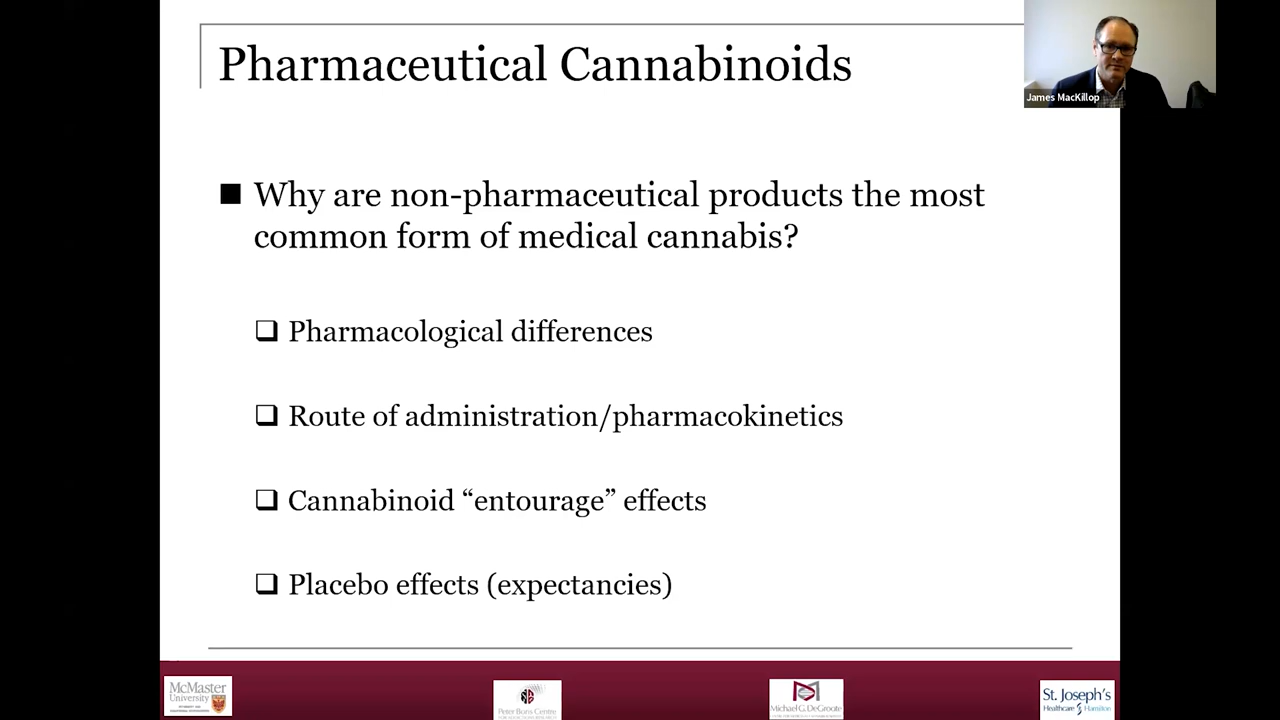 Pharmaceutical Cannabinoids
James MacKillop
Why are non-pharmaceutical products the most
common form of medical cannabis?
Pharmacological differences
Route of administration/pharmacokinetics
Cannabinoid “entourage” effects
Placebo effects (expectancies)
McMaster
University
Peter Boris Centre
Michael G. DeGroote
St. Joseph's
Healthcare Hamilton